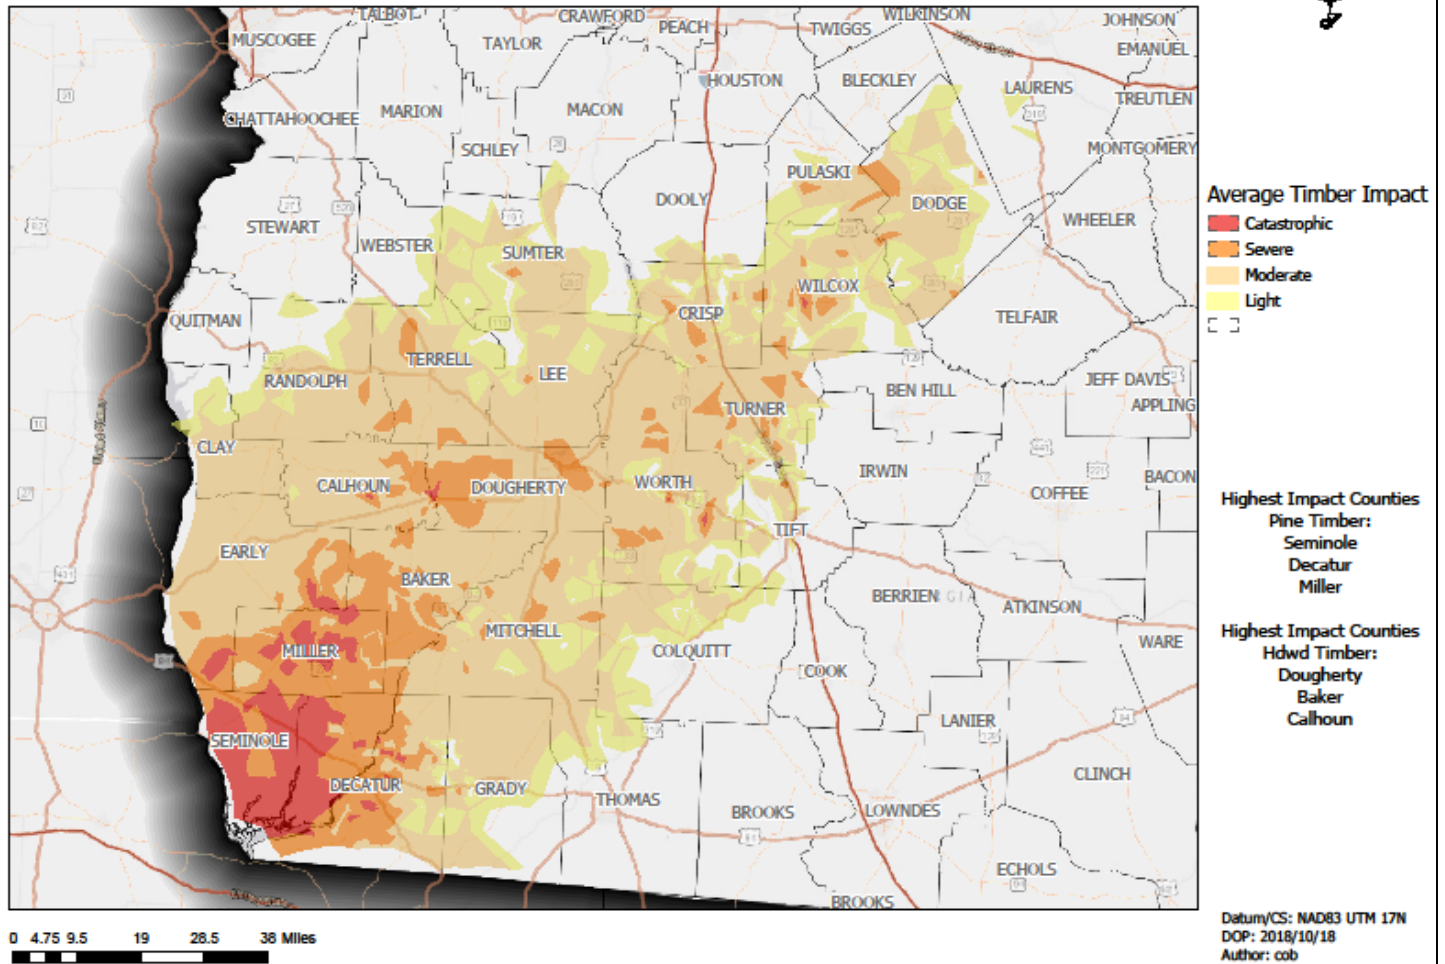 TALBOT
CRAWFORD
WILKINSON
JOHNSON
MUSCOGEE
TAYLOR
PEACH
TWIGGS
EMANUEL
HOUSTON
BLECKLEY
LAURENS
TREUTLEN
CHATTAHOOCHEE
MARION
MACON
SCHLEY
MONTGOMERY
PULASKI
DOOLY
DODGE
STEWART
WEBSTER
SUMTER
WHEELER
WILCOX
QUITMAN
CRISP
TELFAIR
TERRELL
LEE
RANDOLPH
BEN HILL
JEFF DAVIS
APPLING
TURNER
CLAY
IRWIN
BACON
CALHOUN
DOUGHERTY
WORTH
COFFEE
TIFT
EARLY
BAKER
BERRIEN
ATKINSON
MITCHELL
WARE
MILLER
COLQUITT
COOK
SEMINOLE
LANIER
DECATUR
GRADY
THOMAS
CLINCH
BROOKS
LOWNDES
ECHOLS
BROOKS
Average Timber Impact
Catastrophic
Severe
Moderate
Light
Highest Impact Counties
Pine Timber:
Seminole
Decatur
Miller
Highest Impact Counties
Hdwd Timber:
Dougherty
Baker
Calhoun
0 4.75 9.5 19 28.5 38 Miles
Datum/CS: NAD83 UTM 17N
DOP: 2018/10/18
Author: cob